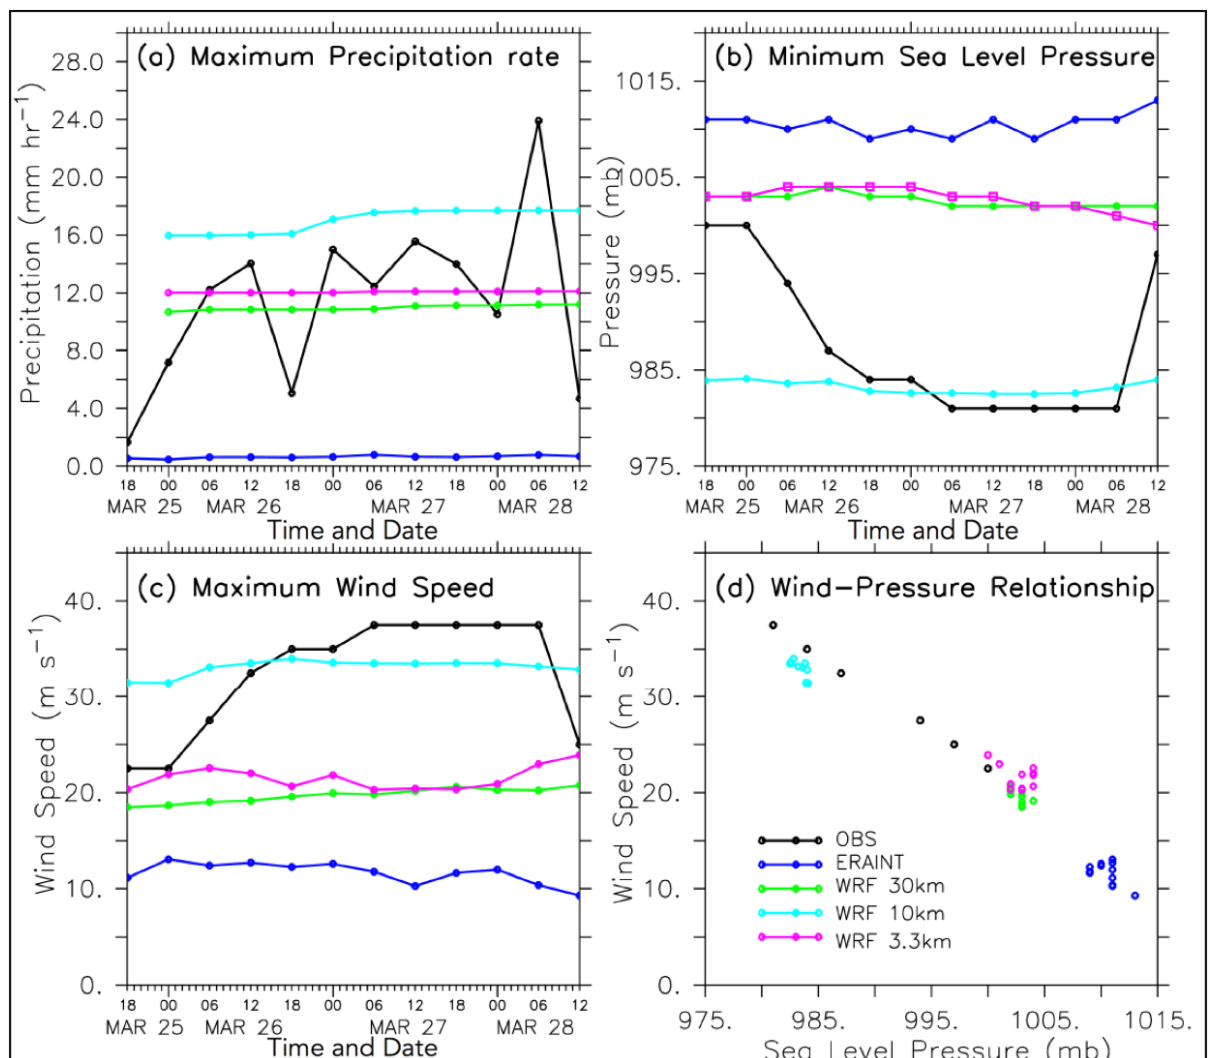 (a) Maximum Precipitation rate
Precipitation (mm hr⁻¹)
28.0
24.0
20.0
16.0
12.0
8.0
4.0
0.0
18 00 06 12 18 00 06 12 18 00 06 12
MAR 25 MAR 26 MAR 27 MAR 28
Time and Date
(b) Minimum Sea Level Pressure
Pressure (mb)
1015.
1005.
995.
985.
975.
18 00 06 12 18 00 06 12 18 00 06 12
MAR 25 MAR 26 MAR 27 MAR 28
Time and Date
(c) Maximum Wind Speed
Wind Speed (m s⁻¹)
40.
30.
20.
10.
0.
18 00 06 12 18 00 06 12 18 00 06 12
MAR 25 MAR 26 MAR 27 MAR 28
Time and Date
(d) Wind–Pressure Relationship
Wind Speed (m s⁻¹)
40.
30.
20.
10.
0.
OBS
ERAINT
WRF 30km
WRF 10km
WRF 3.3km
975. 985. 995. 1005. 1015.
Sea Level Pressure (mb)